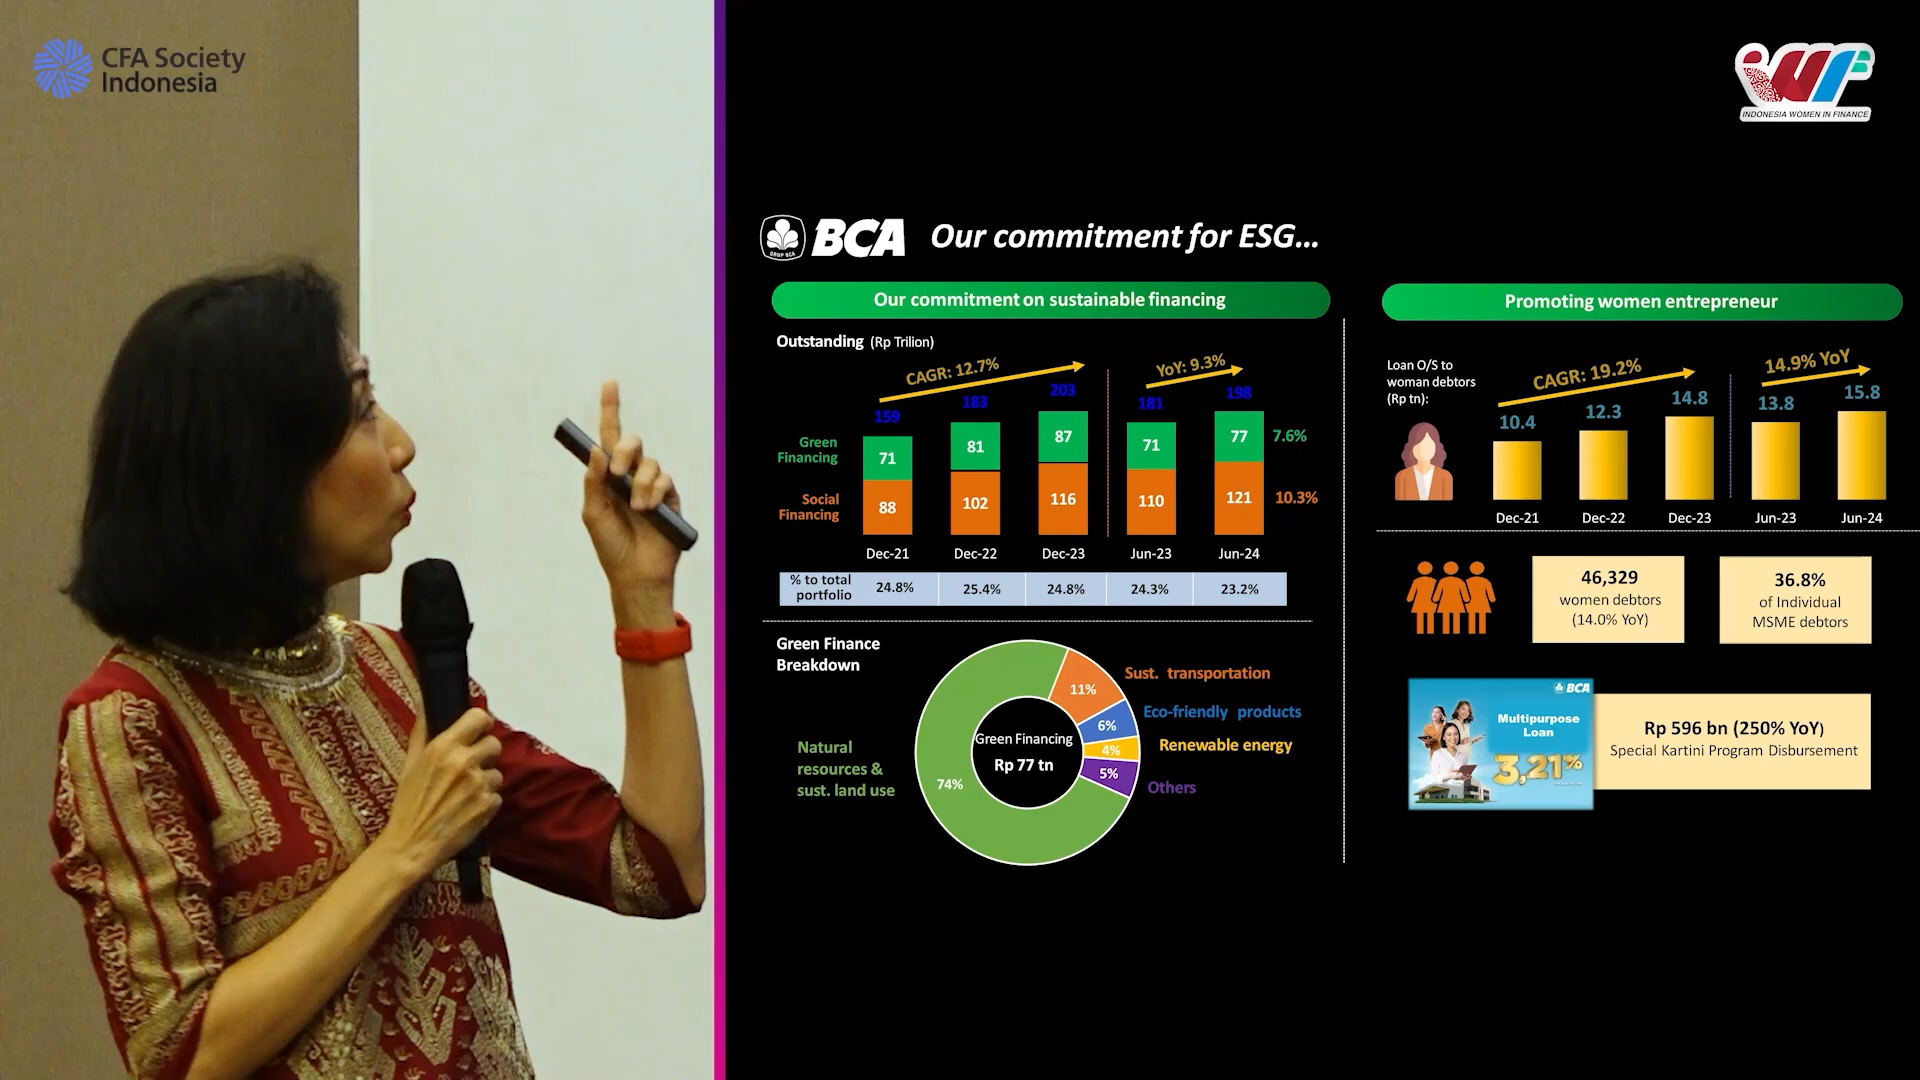 CFA Society
Indonesia
INDONESIA WOMEN IN FINANCE
GRUP BCA
BCA
Our commitment for ESG...
Our commitment on sustainable financing
Outstanding (Rp Trilion)
CAGR: 12.7%
YoY: 9.3%
159
183
203
181
198
Green
Financing
71
81
87
71
77
7.6%
Social
Financing
88
102
116
110
121
10.3%
Dec-21
Dec-22
Dec-23
Jun-23
Jun-24
% to total
portfolio
24.8%
25.4%
24.8%
24.3%
23.2%
Green Finance
Breakdown
Sust. transportation
11%
Eco-friendly products
6%
Renewable energy
4%
Others
5%
Natural
resources &
sust. land use
74%
Green Financing
Rp 77 tn
Promoting women entrepreneur
Loan O/S to
woman debtors
(Rp tn):
CAGR: 19.2%
14.9% YoY
10.4
12.3
14.8
13.8
15.8
Dec-21
Dec-22
Dec-23
Jun-23
Jun-24
46,329
women debtors
(14.0% YoY)
36.8%
of Individual
MSME debtors
BCA
Multipurpose
Loan
3,21%
Rp 596 bn (250% YoY)
Special Kartini Program Disbursement